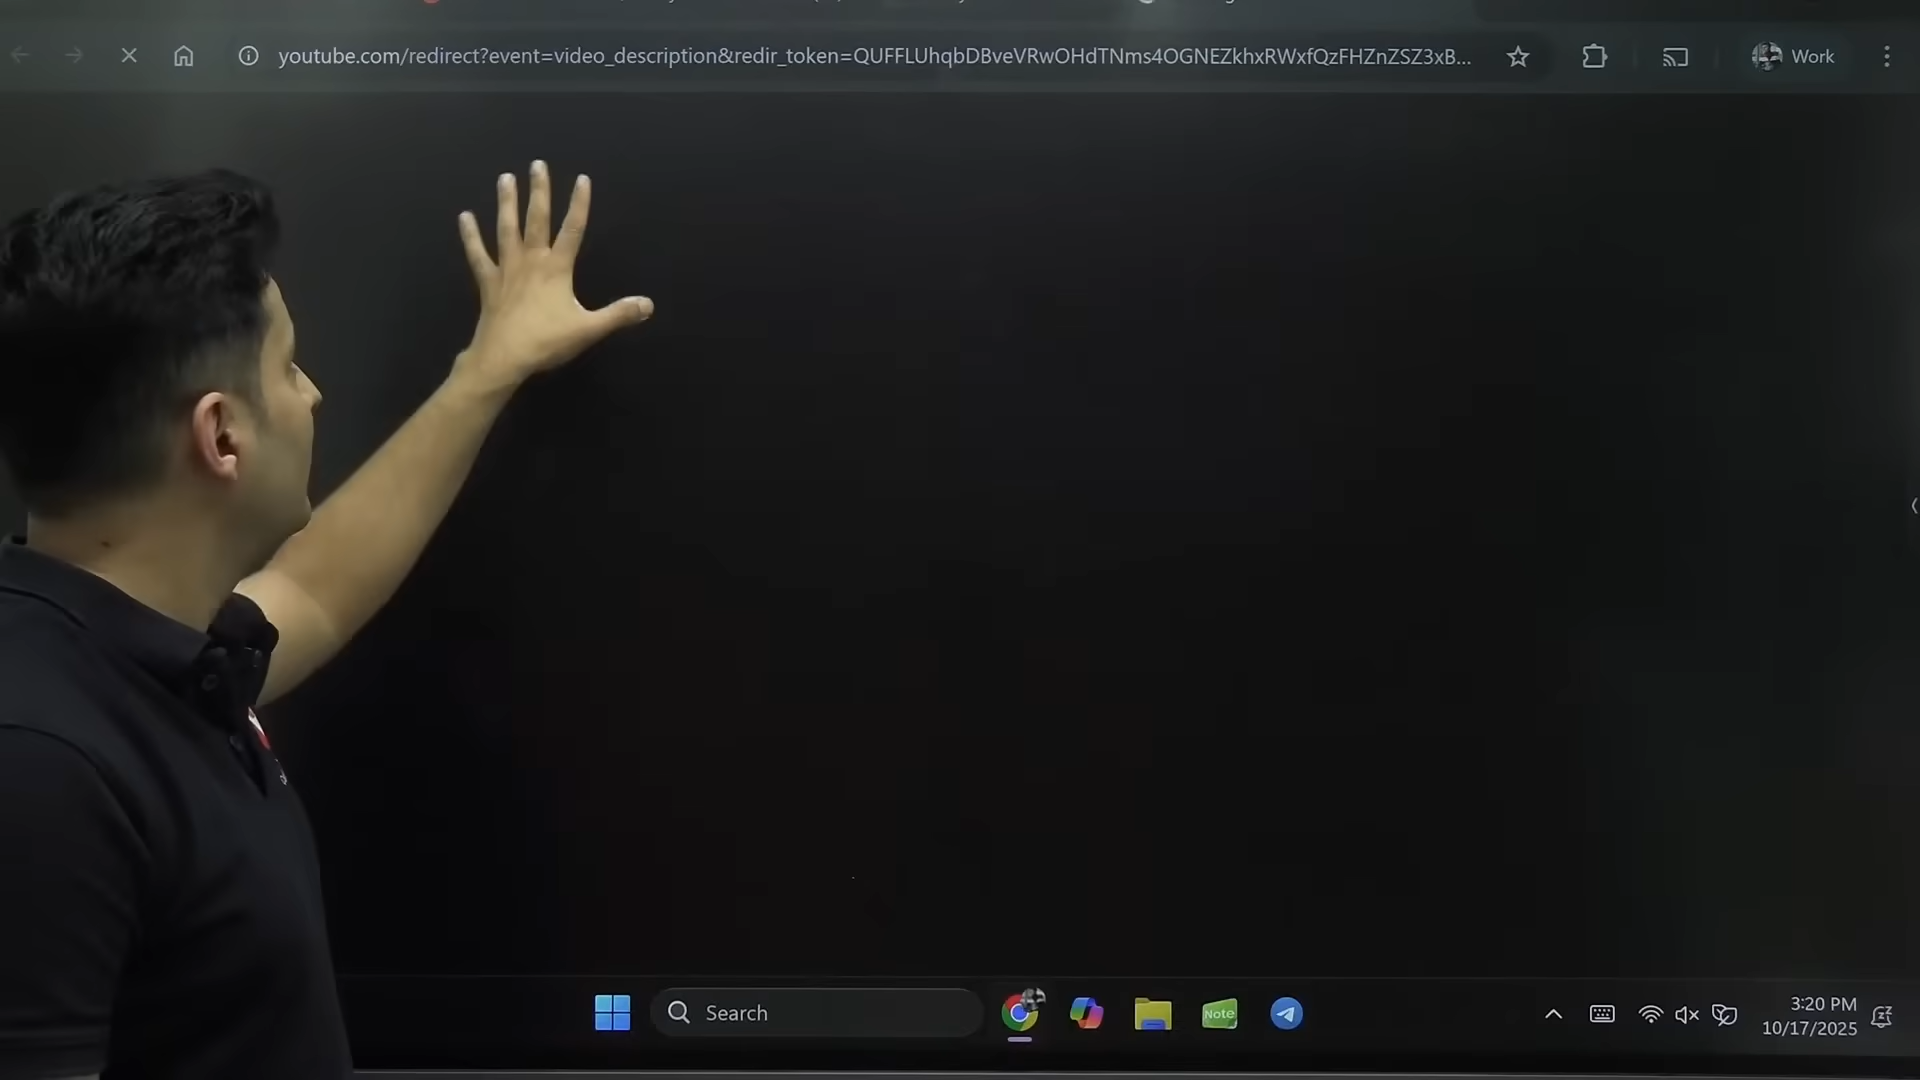 youtube.com/redirect?event=video_description&redir_token=QUFFLUhqbDBveVRwOHdTNms4OGNEZkhxRWxfQzFHZnZSZ3xB...
Work
Search
Note
3:20 PM
10/17/2025